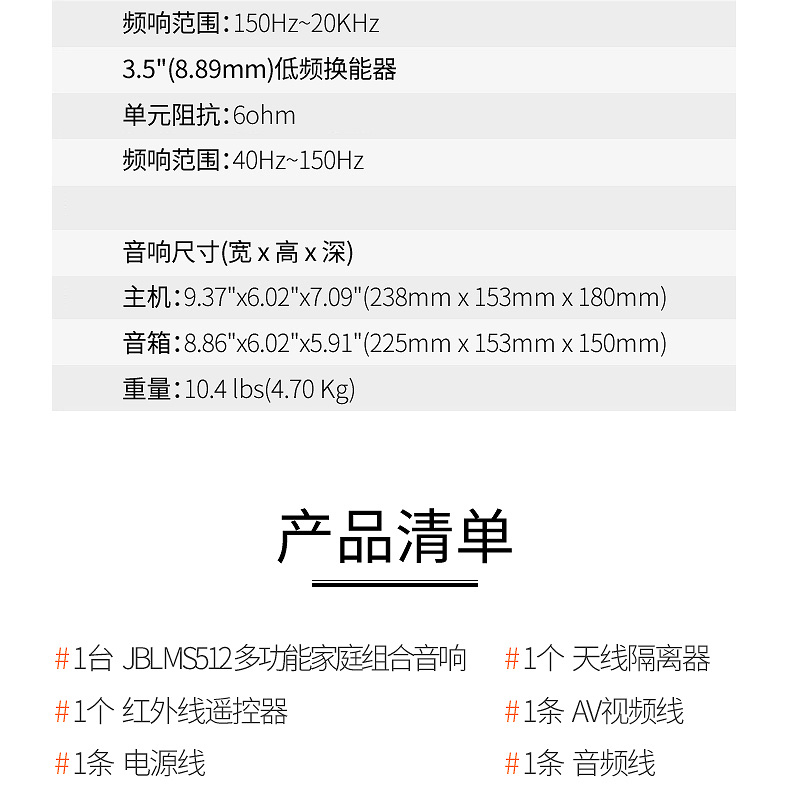 频响范围:150Hz~20KHz
3.5"(8.89mm)低频换能器
单元阻抗:6ohm
频响范围:40Hz~150Hz
音响尺寸(宽 x 高 x 深)
主机:9.37"x6.02"x7.09"(238mm x 153mm x 180mm)
音箱:8.86"x6.02"x5.91"(225mm x 153mm x 150mm)
重量:10.4 lbs(4.70 Kg)
产品清单
#1台 JBLMS512多功能家庭组合音响
#1个 天线隔离器
#1个 红外线遥控器
#1条 AV视频线
#1条 电源线
#1条 音频线